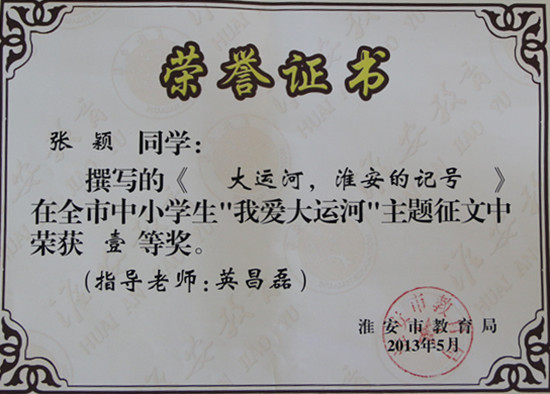 荣誉证书
张颖 同学：
撰写的《 大运河，淮安的记号 》
在全市中小学生"我爱大运河"主题征文中
荣获 壹 等奖。
（指导老师：英昌磊）
淮安市教育局
2013年5月